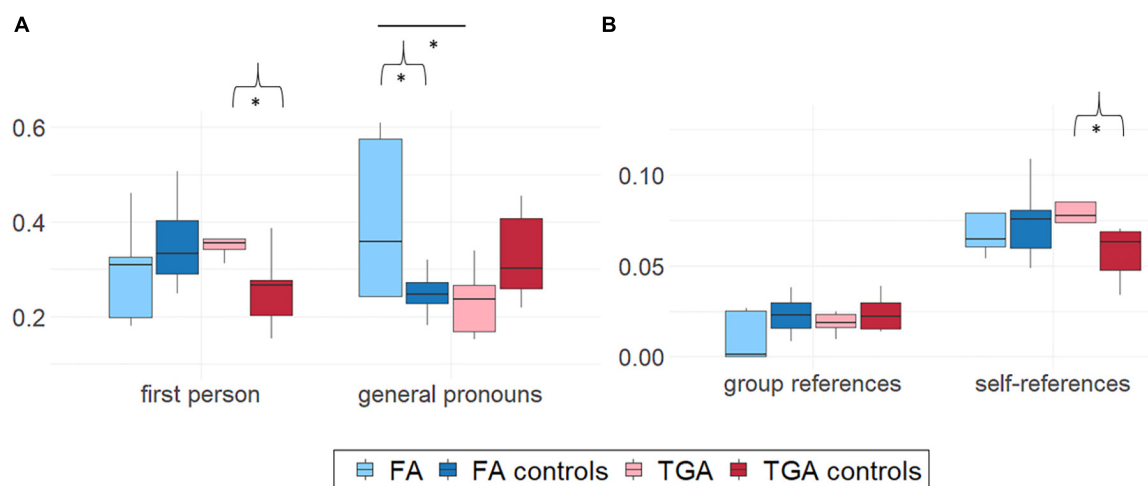 A
B
*
*
*
*
0.6
0.4
0.2
0.10
0.05
0.00
first person
general pronouns
group references
self-references
FA
FA controls
TGA
TGA controls